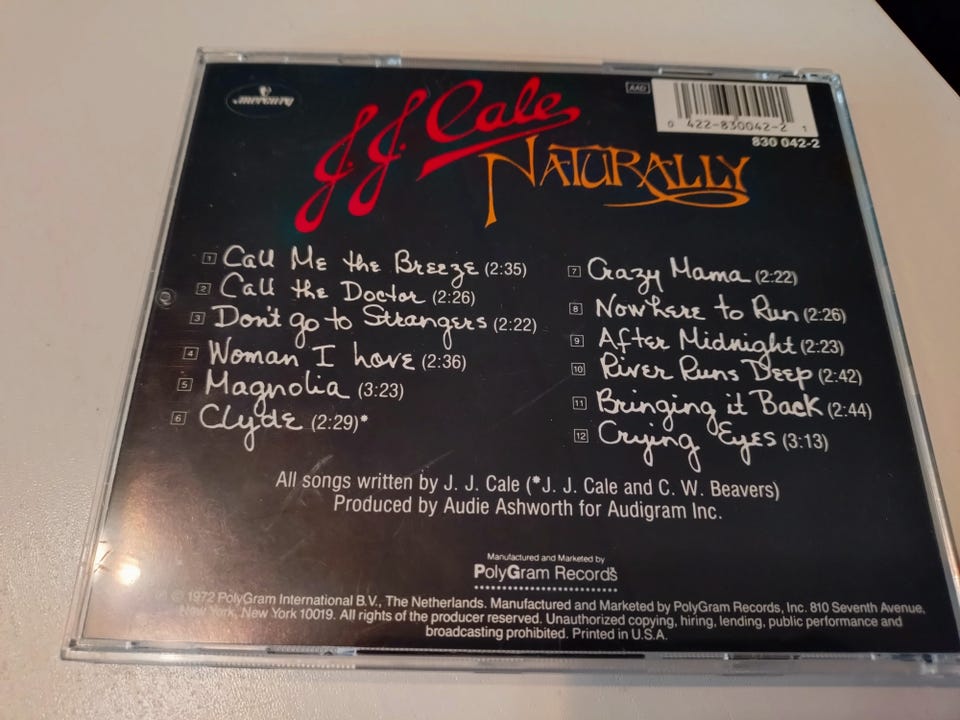 mercury
J.J. Cale
AAD
0 422-830042-2 1
830 042-2
NATURALLY
1 Call Me the Breeze (2:35)
2 Call the Doctor (2:26)
3 Don't go to Strangers (2:22)
4 Woman I Love (2:36)
5 Magnolia (3:23)
6 Clyde (2:29)*
7 Crazy Mama (2:22)
8 Nowhere to Run (2:26)
9 After Midnight (2:23)
10 River Runs Deep (2:42)
11 Bringing it Back (2:44)
12 Crying Eyes (3:13)
All songs written by J. J. Cale (*J. J. Cale and C. W. Beavers)
Produced by Audie Ashworth for Audigram Inc.
Manufactured and Marketed by
PolyGram Records
© 1972 PolyGram International B.V., The Netherlands. Manufactured and Marketed by PolyGram Records, Inc. 810 Seventh Avenue,
New York, New York 10019. All rights of the producer reserved. Unauthorized copying, hiring, lending, public performance and
broadcasting prohibited. Printed in U.S.A.